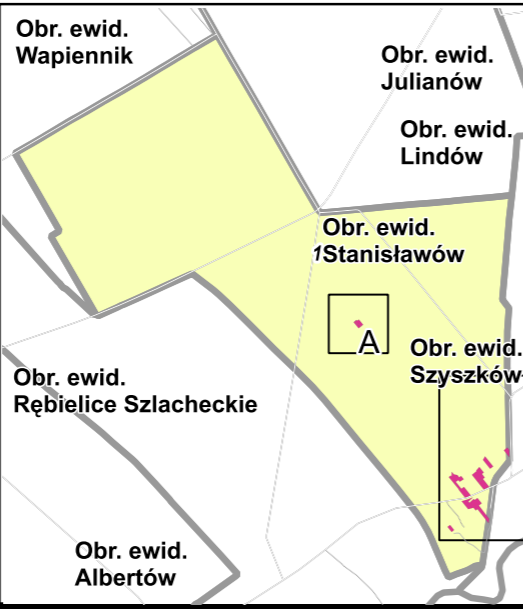 Obr. ewid.
Wapiennik
Obr. ewid.
Julianów
Obr. ewid.
Lindów
Obr. ewid.
1Stanisławów
A
Obr. ewid.
Szyszków
Obr. ewid.
Rębielice Szlacheckie
Obr. ewid.
Albertów